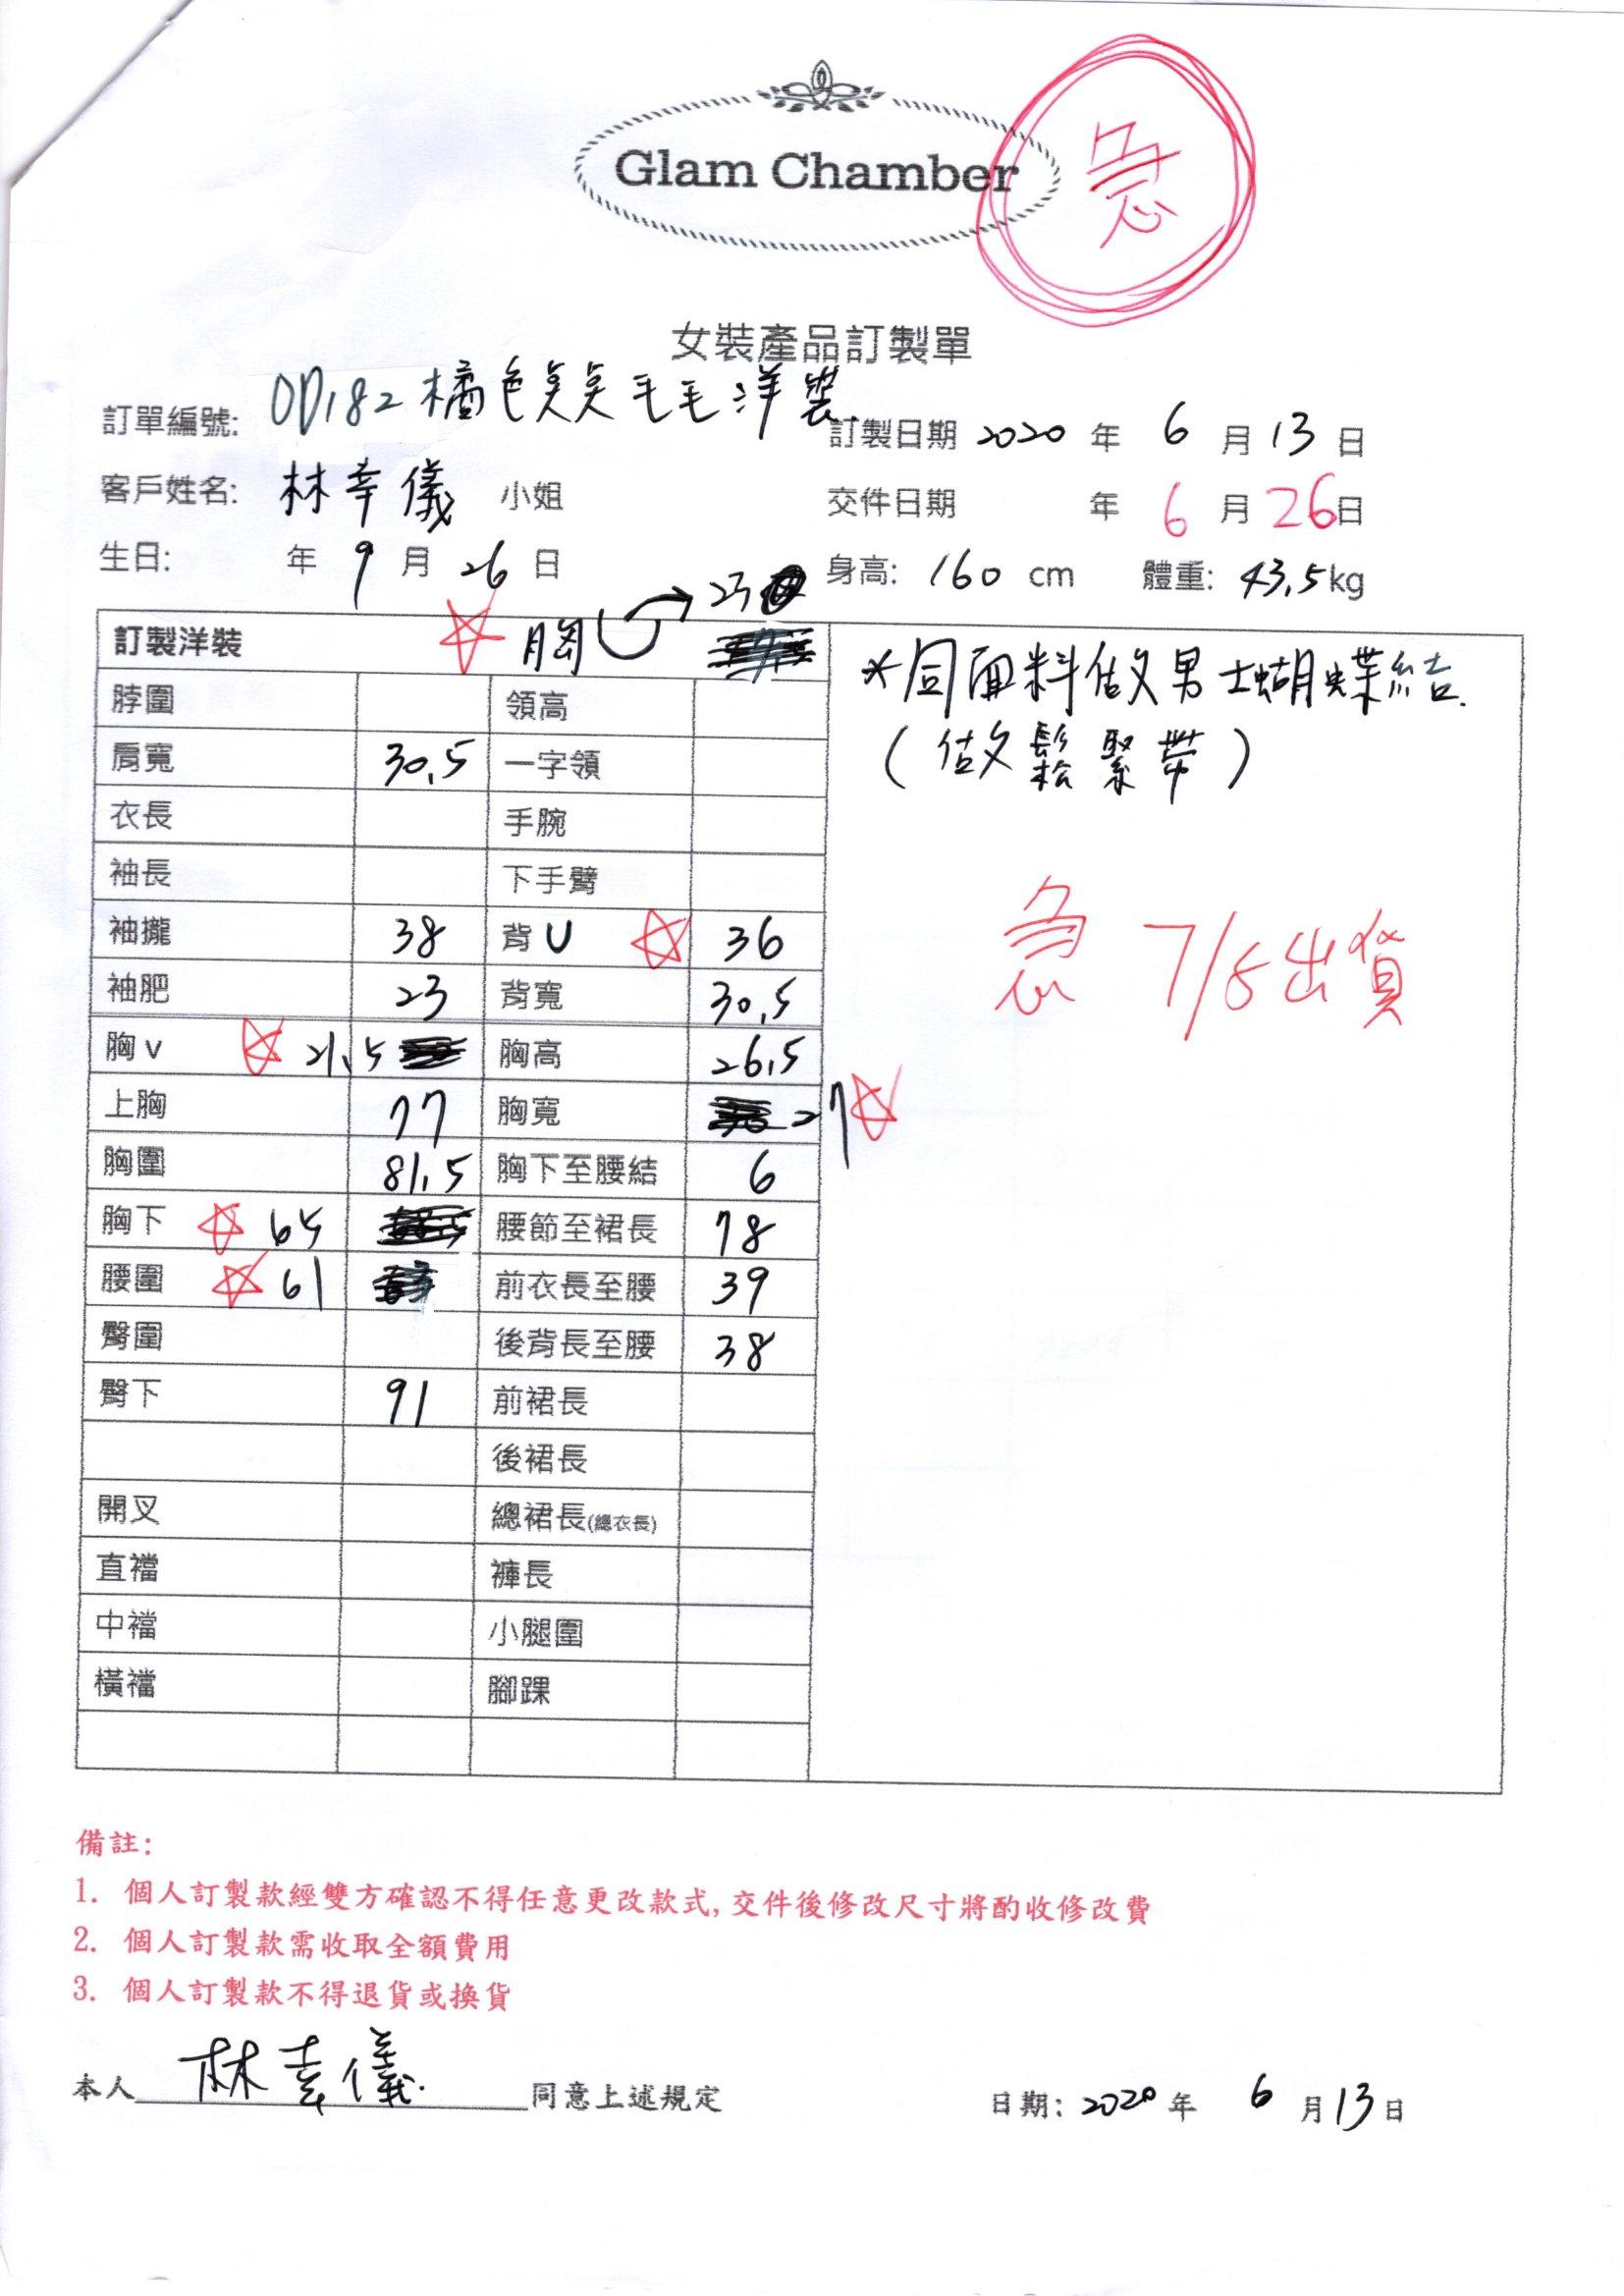 Glam Chamber
急
女裝產品訂製單
訂單編號: OD182橘色點點毛毛洋裝
訂製日期 2020 年 6 月 13 日
客戶姓名: 林幸儀 小姐
交件日期 年 6 月 26 日
生日: 年 9 月 26 日
身高: 160 cm 體重: 43.5 kg
訂製洋裝 胸 23
*同面料做男士蝴蝶結.
(做鬆緊帶)
急 7/5出貨
脖圍 領高
肩寬 30.5 一字領
衣長 手腕
袖長 下手臂
袖攏 38 背U 36
袖肥 23 背寬 30.5
胸v 21.5 胸高 26.5
上胸 77 胸寬 27
胸圍 81.5 胸下至腰結 6
胸下 65 腰節至裙長 78
腰圍 61 前衣長至腰 39
臀圍 後背長至腰 38
臀下 91 前裙長
後裙長
開叉 總裙長(總衣長)
直襠 褲長
中襠 小腿圍
橫襠 腳踝
備註:
1. 個人訂製款經雙方確認不得任意更改款式, 交件後修改尺寸將酌收修改費
2. 個人訂製款需收取全額費用
3. 個人訂製款不得退貨或換貨
本人 林幸儀 同意上述規定
日期: 2020 年 6 月 13 日